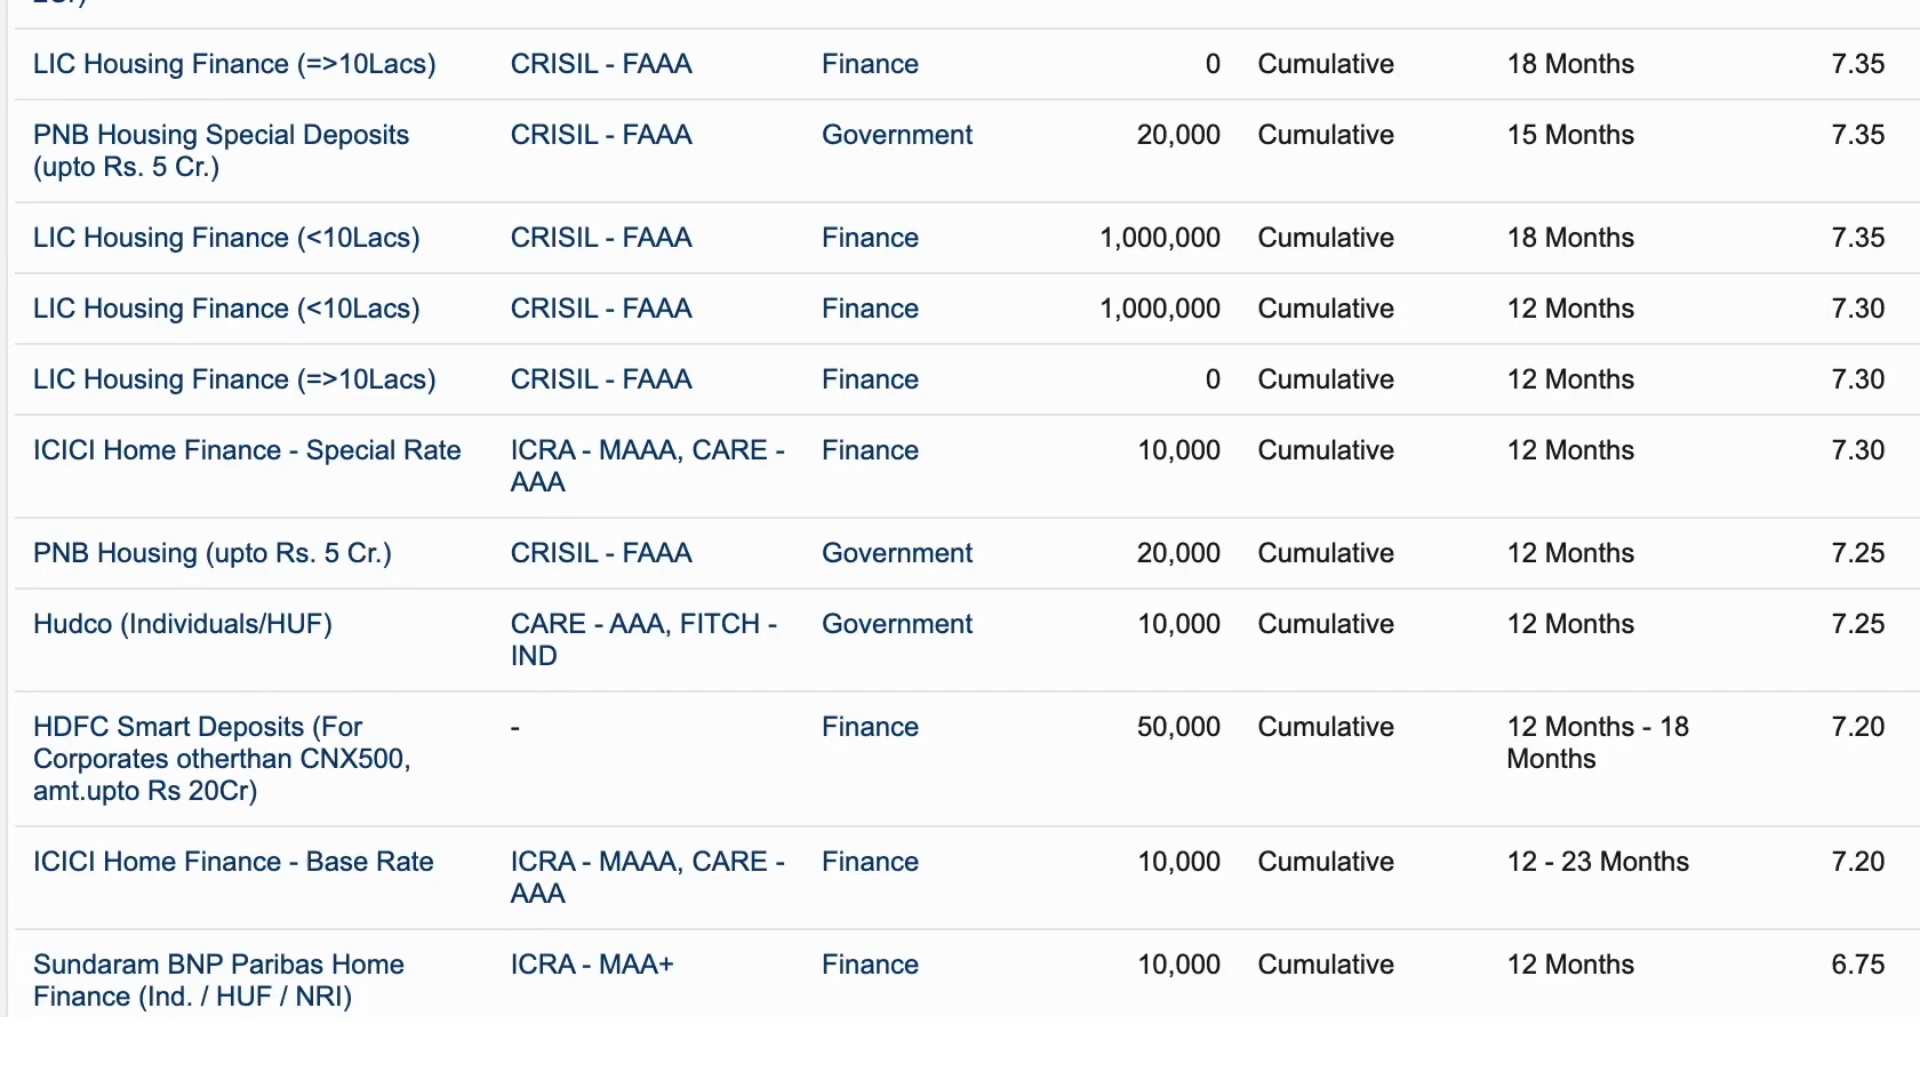 LIC Housing Finance (=>10Lacs) CRISIL - FAAA Finance 0 Cumulative 18 Months 7.35
PNB Housing Special Deposits CRISIL - FAAA Government 20,000 Cumulative 15 Months 7.35
(upto Rs. 5 Cr.)
LIC Housing Finance (<10Lacs) CRISIL - FAAA Finance 1,000,000 Cumulative 18 Months 7.35
LIC Housing Finance (<10Lacs) CRISIL - FAAA Finance 1,000,000 Cumulative 12 Months 7.30
LIC Housing Finance (=>10Lacs) CRISIL - FAAA Finance 0 Cumulative 12 Months 7.30
ICICI Home Finance - Special Rate ICRA - MAAA, CARE - Finance 10,000 Cumulative 12 Months 7.30
AAA
PNB Housing (upto Rs. 5 Cr.) CRISIL - FAAA Government 20,000 Cumulative 12 Months 7.25
Hudco (Individuals/HUF) CARE - AAA, FITCH - Government 10,000 Cumulative 12 Months 7.25
IND
HDFC Smart Deposits (For - Finance 50,000 Cumulative 12 Months - 18 7.20
Corporates otherthan CNX500, Months
amt.upto Rs 20Cr)
ICICI Home Finance - Base Rate ICRA - MAAA, CARE - Finance 10,000 Cumulative 12 - 23 Months 7.20
AAA
Sundaram BNP Paribas Home ICRA - MAA+ Finance 10,000 Cumulative 12 Months 6.75
Finance (Ind. / HUF / NRI)